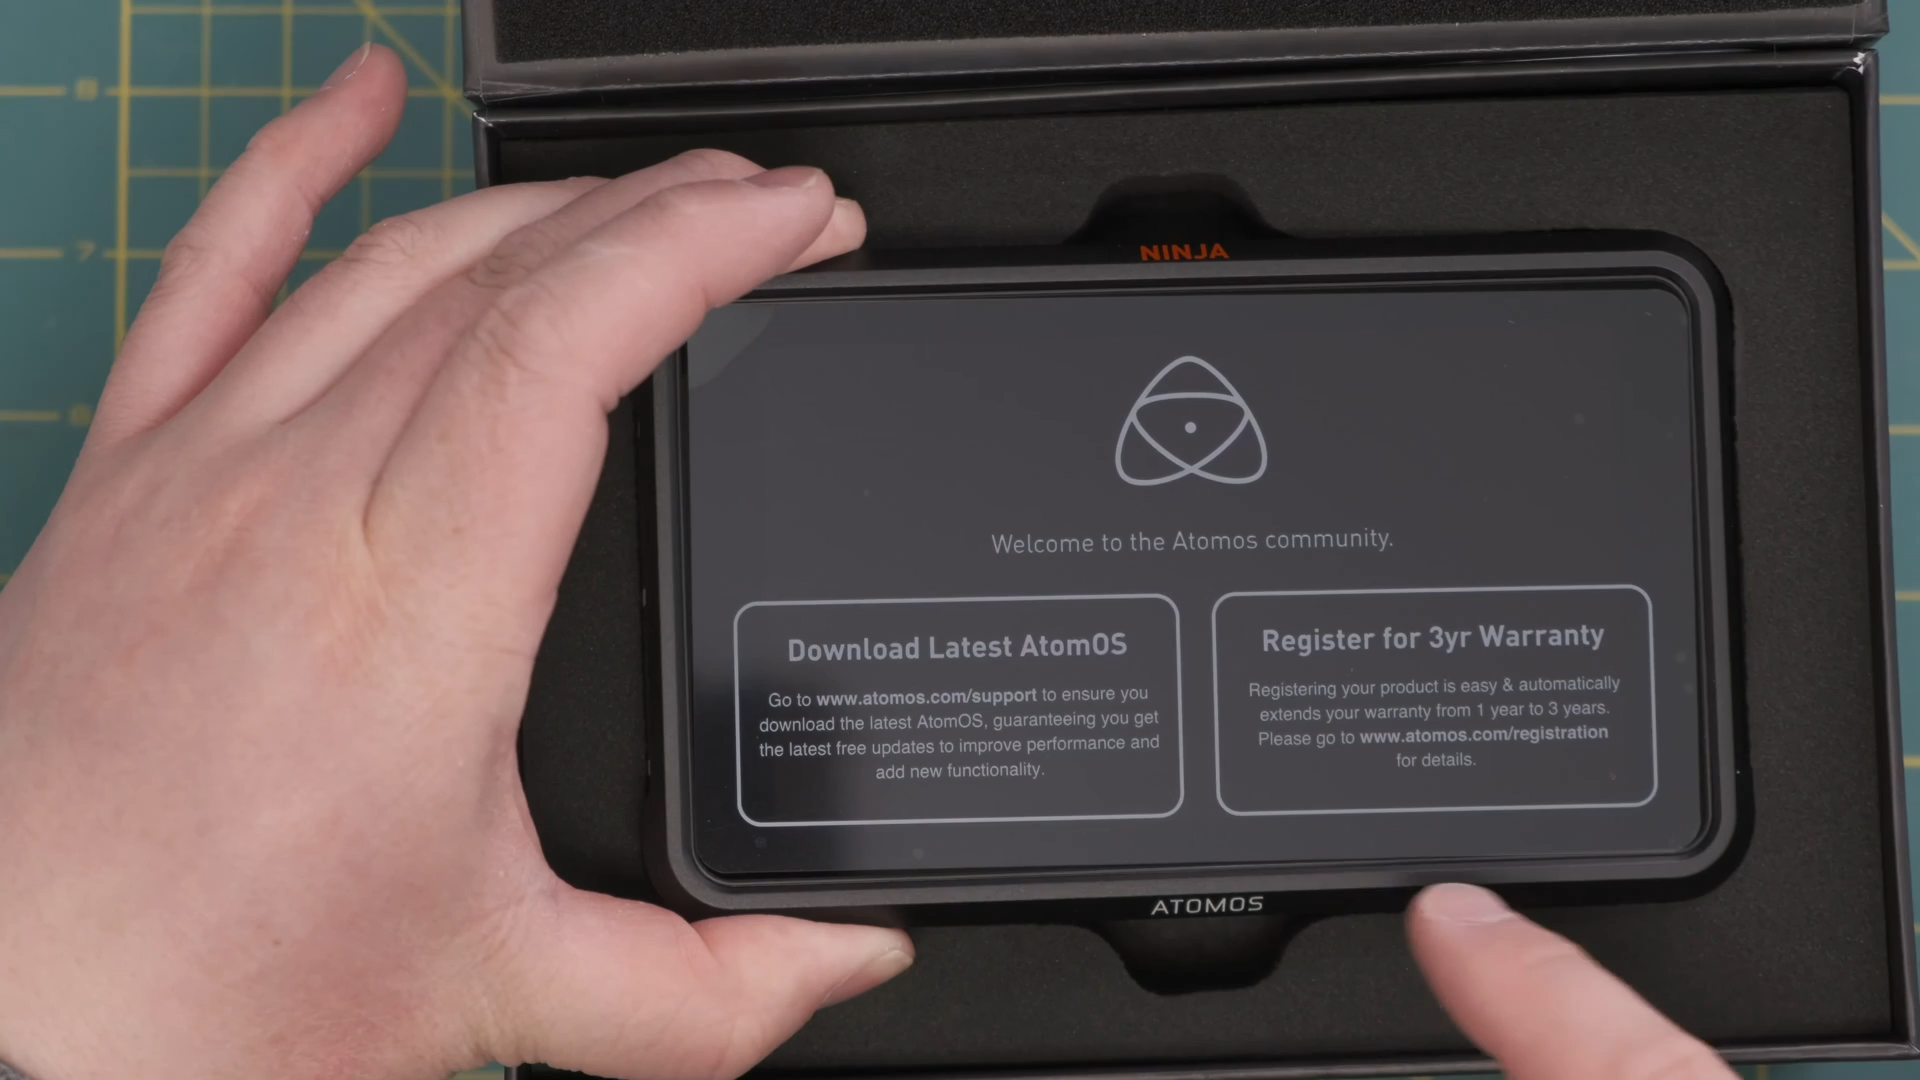 NINJA
Welcome to the Atomos community.
Download Latest AtomOS
Go to www.atomos.com/support to ensure you
download the latest AtomOS, guaranteeing you get
the latest free updates to improve performance and
add new functionality.
Register for 3yr Warranty
Registering your product is easy & automatically
extends your warranty from 1 year to 3 years.
Please go to www.atomos.com/registration
for details.
ATOMOS
7